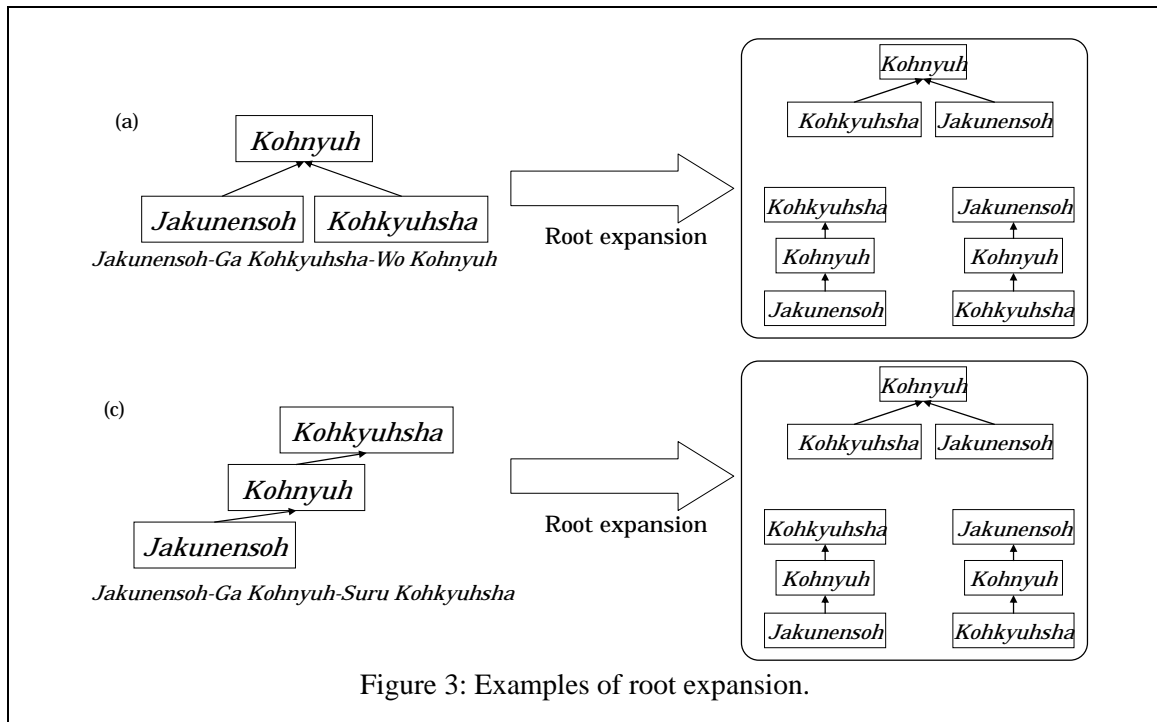 (a)
Kohnyuh
Jakunensoh Kohkyuhsha
Jakunensoh-Ga Kohkyuhsha-Wo Kohnyuh
Root expansion
Kohnyuh
Kohkyuhsha Jakunensoh
Kohkyuhsha Jakunensoh
Kohnyuh Kohnyuh
Jakunensoh Kohkyuhsha
(c)
Kohkyuhsha
Kohnyuh
Jakunensoh
Jakunensoh-Ga Kohnyuh-Suru Kohkyuhsha
Root expansion
Kohnyuh
Kohkyuhsha Jakunensoh
Kohkyuhsha Jakunensoh
Kohnyuh Kohnyuh
Jakunensoh Kohkyuhsha
Figure 3: Examples of root expansion.